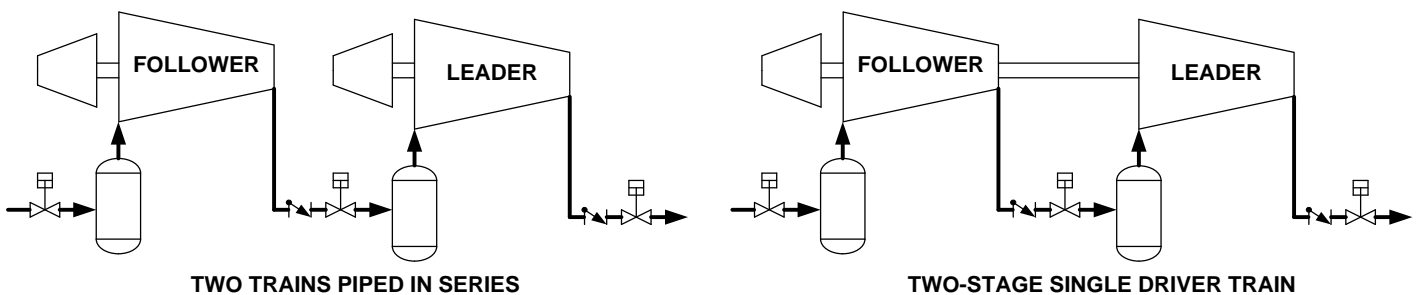 FOLLOWER
LEADER
TWO TRAINS PIPED IN SERIES
FOLLOWER
LEADER
TWO-STAGE SINGLE DRIVER TRAIN